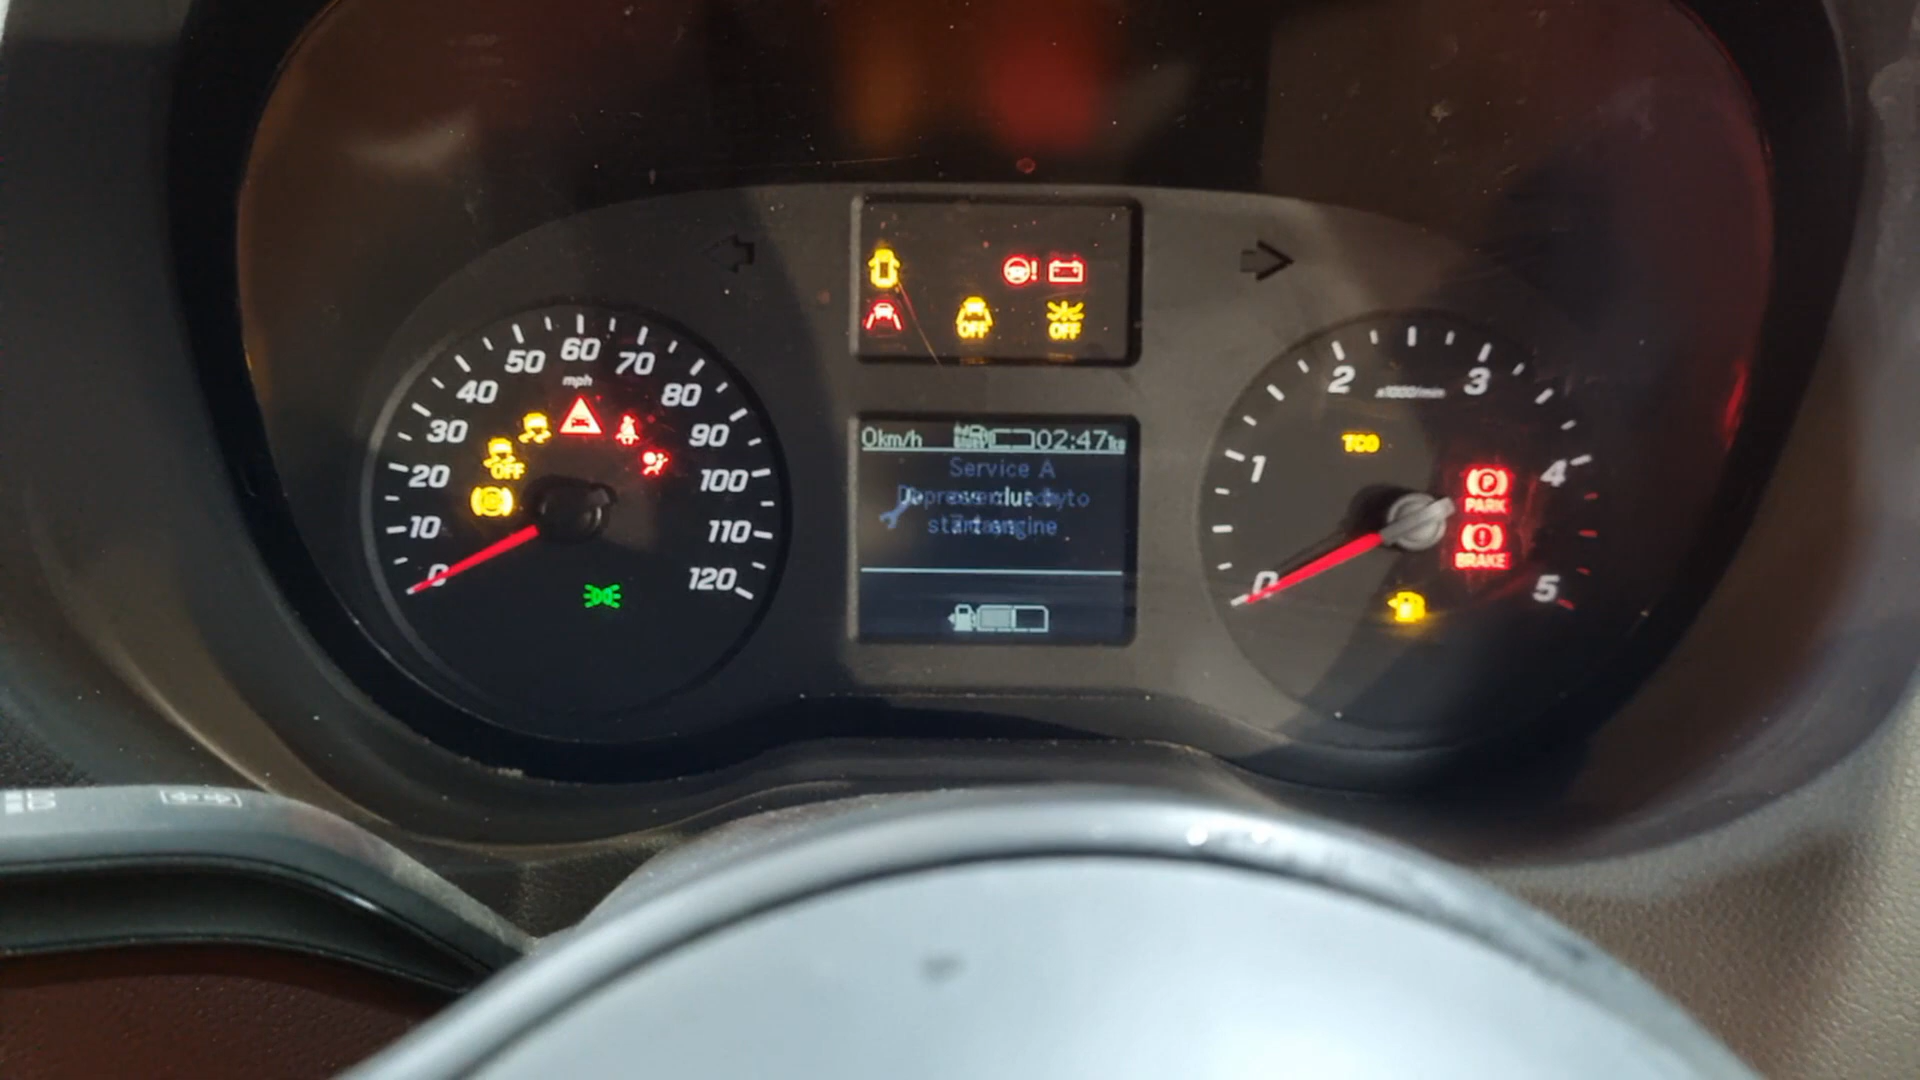 OFF OFF
60
50 70
40 mph 80
30 90
OFF
20 100
10 110
0 120
0km/h 02:47
Service A
start engine
2 3
x1000/min
1 TCO 4
PARK
BRAKE
0 5